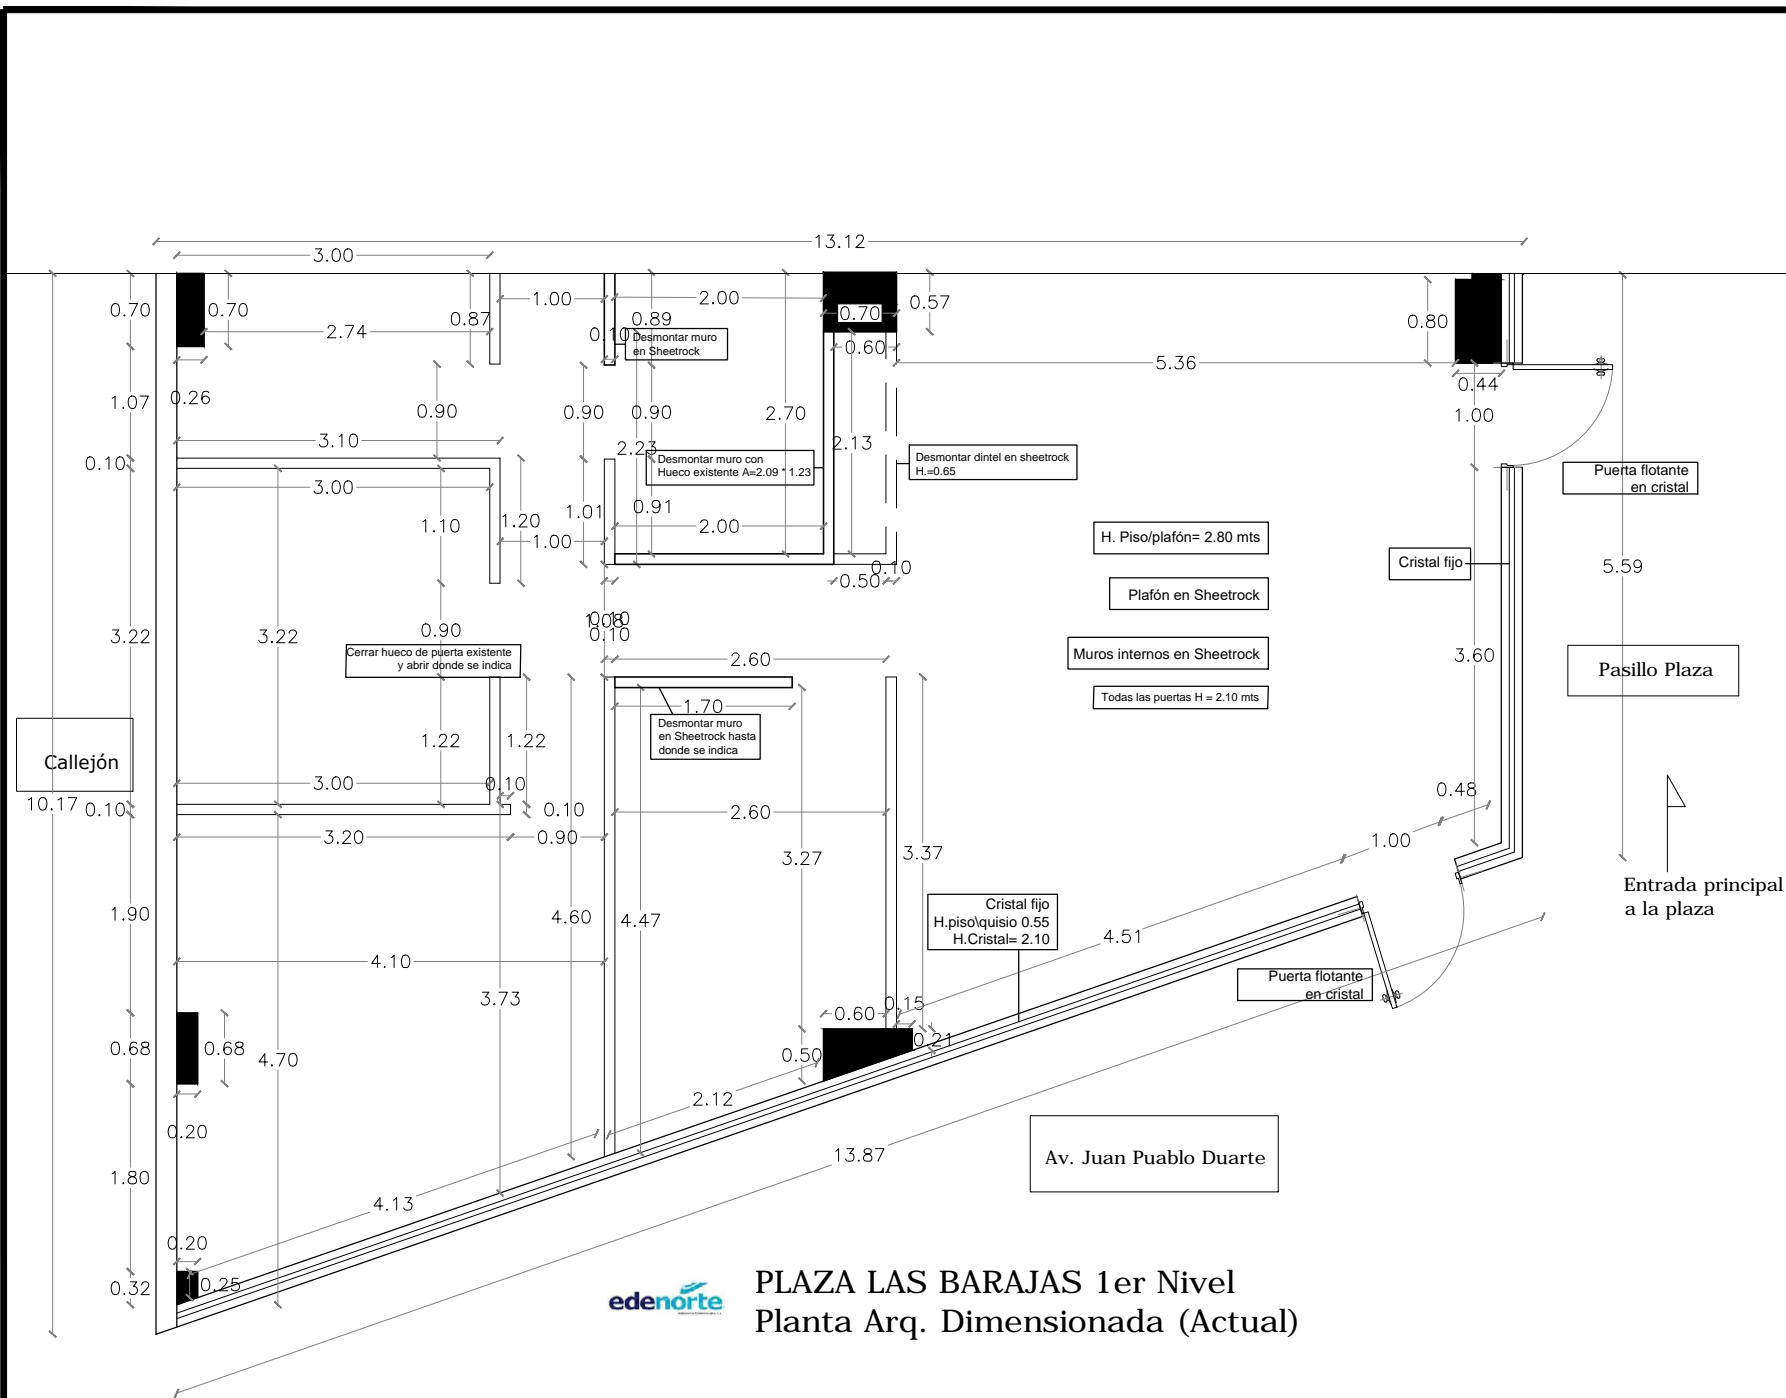 13.12
3.00
1.00
2.00
0.70
0.57
0.70
0.70
2.74
0.87
0.10
0.89
Desmontar muro
en Sheetrock
0.60
5.36
0.80
0.44
1.00
1.07
0.26
0.90
0.90
0.90
2.70
3.10
2.23
2.13
0.10
Desmontar muro con
Hueco existente A=2.09 * 1.23
Desmontar dintel en sheetrock
H.=0.65
Puerta flotante
en cristal
3.00
1.10
1.20
1.01
0.91
2.00
1.00
H. Piso/plafón= 2.80 mts
Cristal fijo
5.59
0.50
0.10
Plafón en Sheetrock
3.22
3.22
0.90
0.10
1.08
0.10
Cerrar hueco de puerta existente
y abrir donde se indica
2.60
Muros internos en Sheetrock
3.60
Pasillo Plaza
Todas las puertas H = 2.10 mts
1.70
Desmontar muro
en Sheetrock hasta
donde se indica
1.22
1.22
Callejón
3.00
0.10
0.48
10.17
0.10
0.10
2.60
3.20
0.90
1.00
3.27
3.37
Entrada principal
a la plaza
1.90
4.60
4.47
Cristal fijo
H.piso\quisio 0.55
H.Cristal= 2.10
4.51
4.10
Puerta flotante
en cristal
3.73
0.60
0.15
0.68
0.68
4.70
0.50
0.21
2.12
0.20
13.87
Av. Juan Puablo Duarte
1.80
4.13
0.20
0.32
0.25
edenorte
PLAZA LAS BARAJAS 1er Nivel
Planta Arq. Dimensionada (Actual)